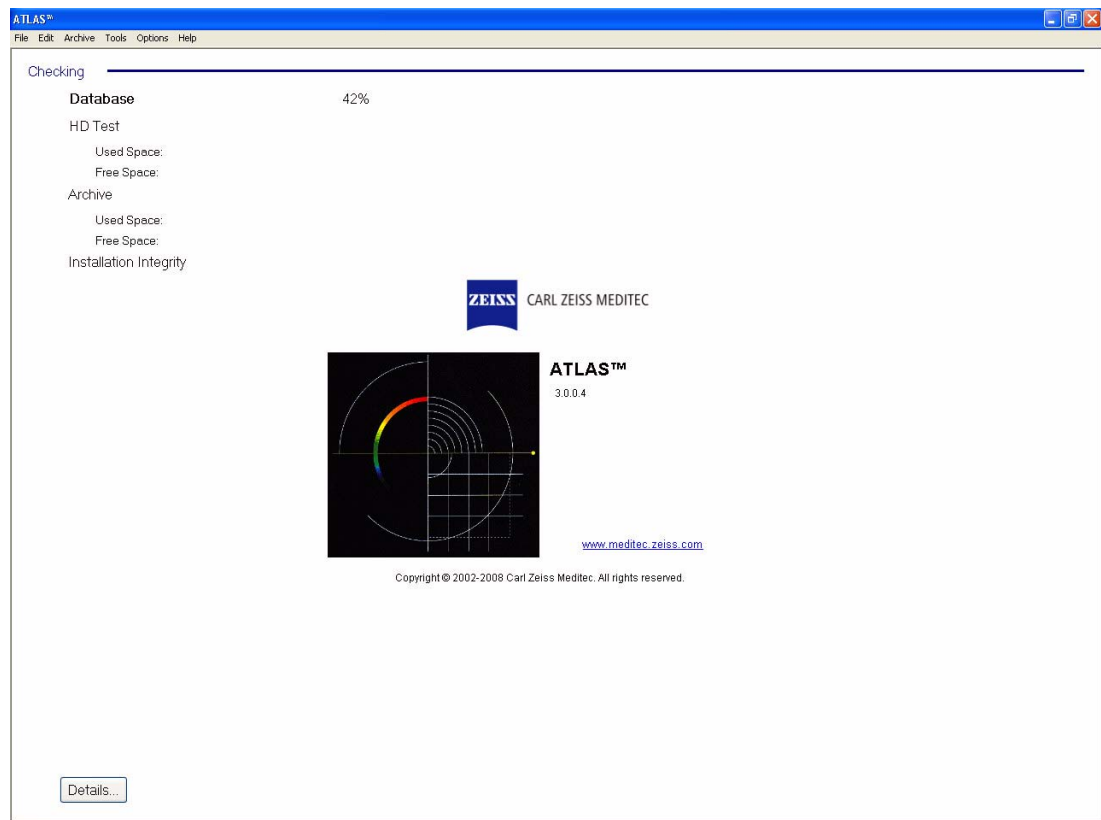 ATLAS™
File Edit Archive Tools Options Help
Checking
Database 42%
HD Test
Used Space:
Free Space:
Archive
Used Space:
Free Space:
Installation Integrity
ZEISS CARL ZEISS MEDITEC
ATLAS™
3.0.0.4
www.meditec.zeiss.com
Copyright © 2002-2008 Carl Zeiss Meditec. All rights reserved.
Details...